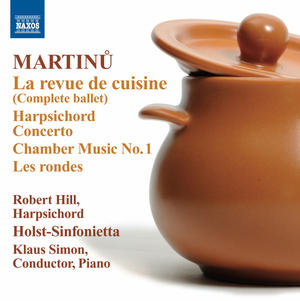 NAXOS
MARTINŮ
La revue de cuisine
(Complete ballet)
Harpsichord
Concerto
Chamber Music No. 1
Les rondes
Robert Hill,
Harpsichord
Holst-Sinfonietta
Klaus Simon,
Conductor, Piano